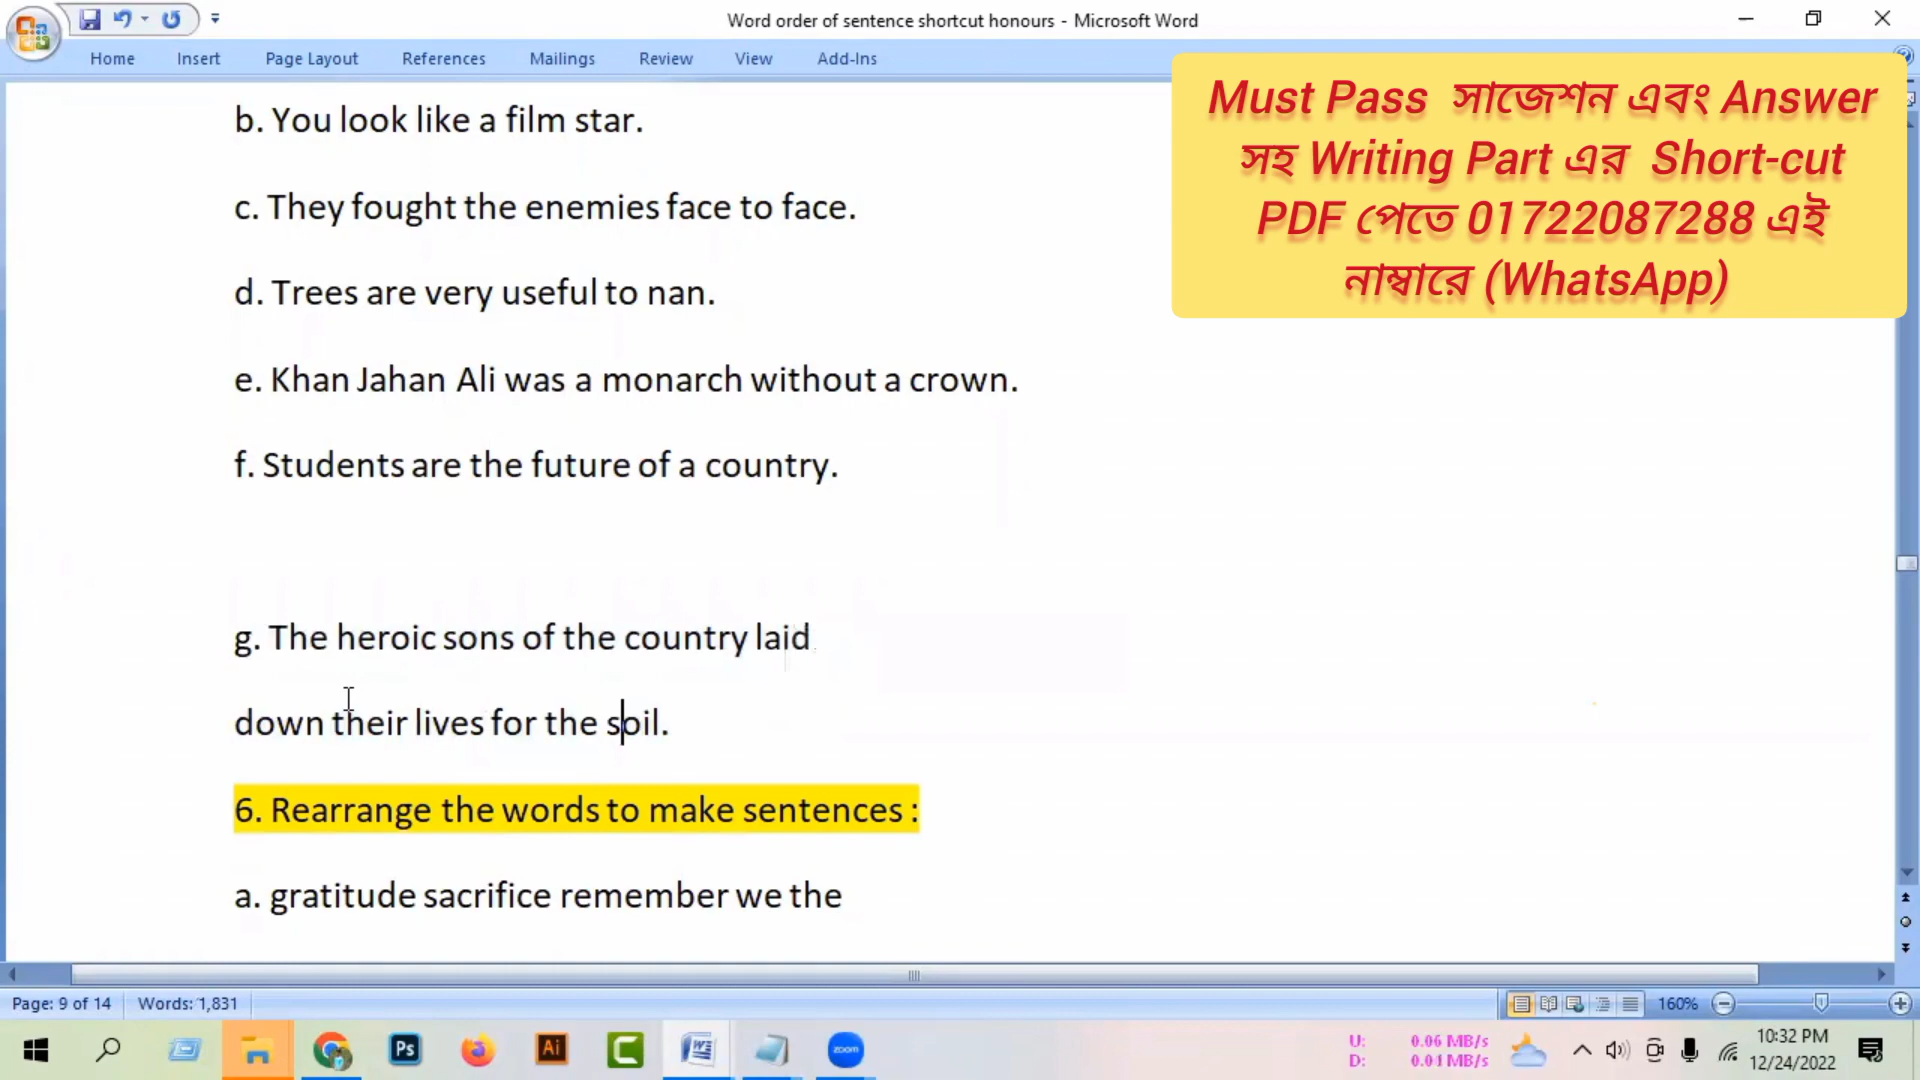 Word order of sentence shortcut honours - Microsoft Word
Home Insert Page Layout References Mailings Review View Add-Ins
Must Pass সাজেশন এবং Answer
সহ Writing Part এর Short-cut
PDF পেতে 01722087288 এই
নাম্বারে (WhatsApp)
b. You look like a film star.
c. They fought the enemies face to face.
d. Trees are very useful to nan.
e. Khan Jahan Ali was a monarch without a crown.
f. Students are the future of a country.
g. The heroic sons of the country laid
down their lives for the soil.
6. Rearrange the words to make sentences :
a. gratitude sacrifice remember we the
Page: 9 of 14 Words: 1,831 160%
Ps Ai C W zoom
U: 0.06 MB/s
D: 0.01 MB/s
10:32 PM
12/24/2022